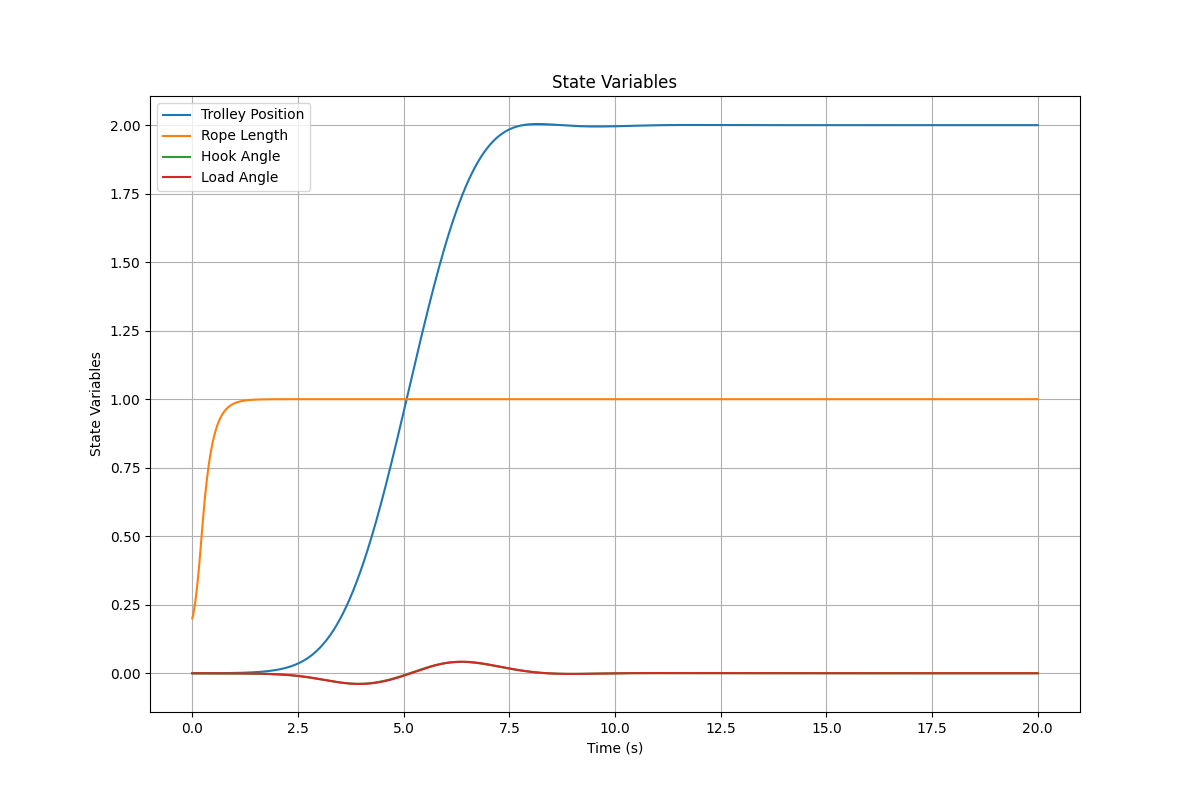 State Variables
Trolley Position
Rope Length
Hook Angle
Load Angle
2.00
1.75
1.50
1.25
1.00
0.75
0.50
0.25
0.00
State Variables
0.0 2.5 5.0 7.5 10.0 12.5 15.0 17.5 20.0
Time (s)